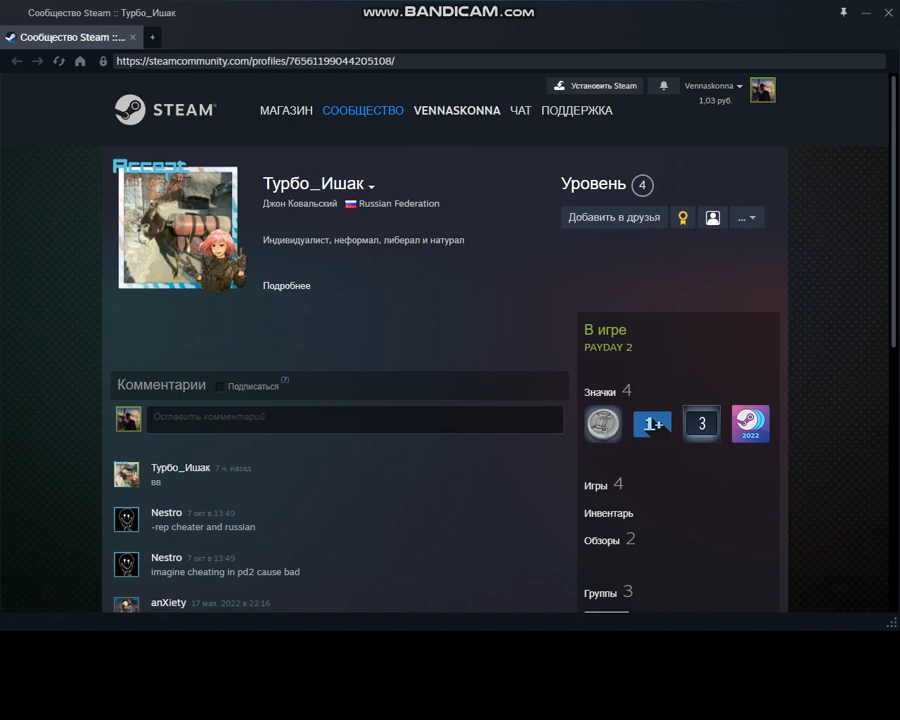 Сообщество Steam :: Турбо_Ишак
www.BANDICAM.com
Сообщество Steam ::...
https://steamcommunity.com/profiles/76561199044205108/
Установить Steam
Vennaskonna
1,03 руб.
STEAM
МАГАЗИН СООБЩЕСТВО VENNASKONNA ЧАТ ПОДДЕРЖКА
Accept
Турбо_Ишак
Джон Ковальский Russian Federation
Индивидуалист, неформал, либерал и натурал
Подробнее
Уровень 4
Добавить в друзья ...
В игре
PAYDAY 2
Значки 4
1+
3
2022
Игры 4
Инвентарь
Обзоры 2
Группы 3
Комментарии Подписаться (?)
Оставить комментарий
Турбо_Ишак 7 ч. назад
вв
Nestro 7 окт в 13:49
-rep cheater and russian
Nestro 7 окт в 13:49
imagine cheating in pd2 cause bad
anXiety 17 мая. 2022 в 22:16